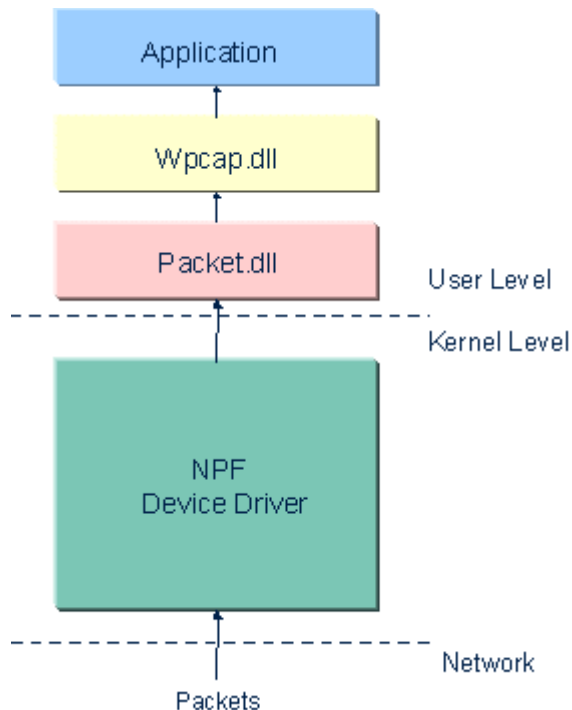 Application
Wpcap.dll
Packet.dll
User Level
Kernel Level
NPF
Device Driver
Network
Packets